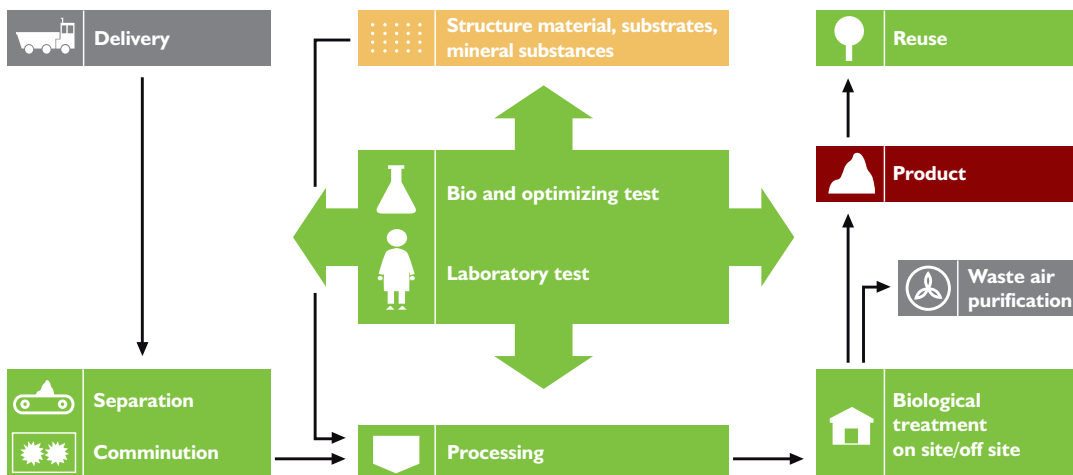 Delivery
Structure material, substrates,
mineral substances
Reuse
Bio and optimizing test
Product
Laboratory test
Waste air
purification
Separation
Comminution
Processing
Biological
treatment
on site/off site